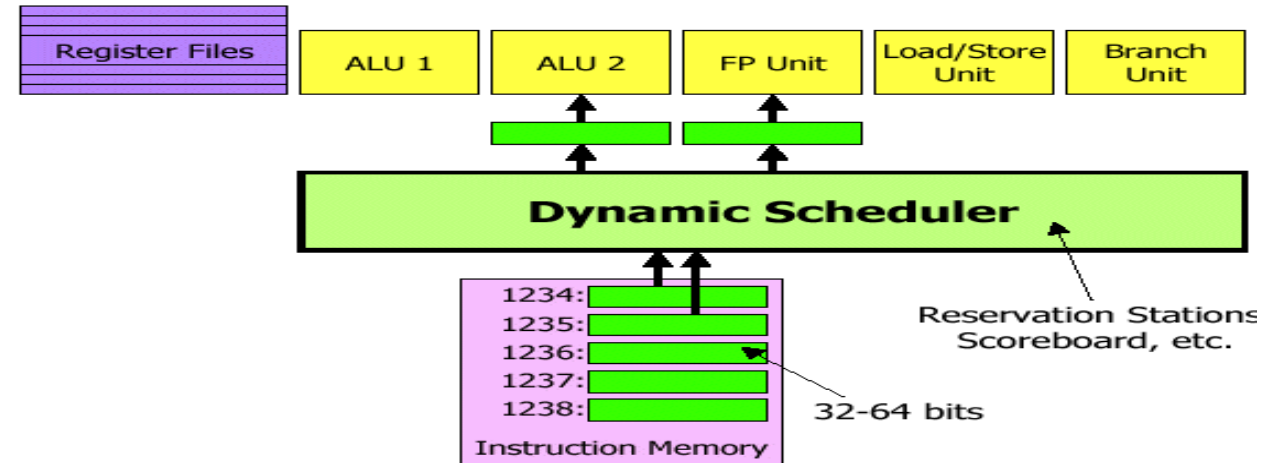 Register Files
ALU 1
ALU 2
FP Unit
Load/Store
Unit
Branch
Unit
Dynamic Scheduler
1234:
1235:
1236:
1237:
1238:
Instruction Memory
Reservation Stations
Scoreboard, etc.
32-64 bits